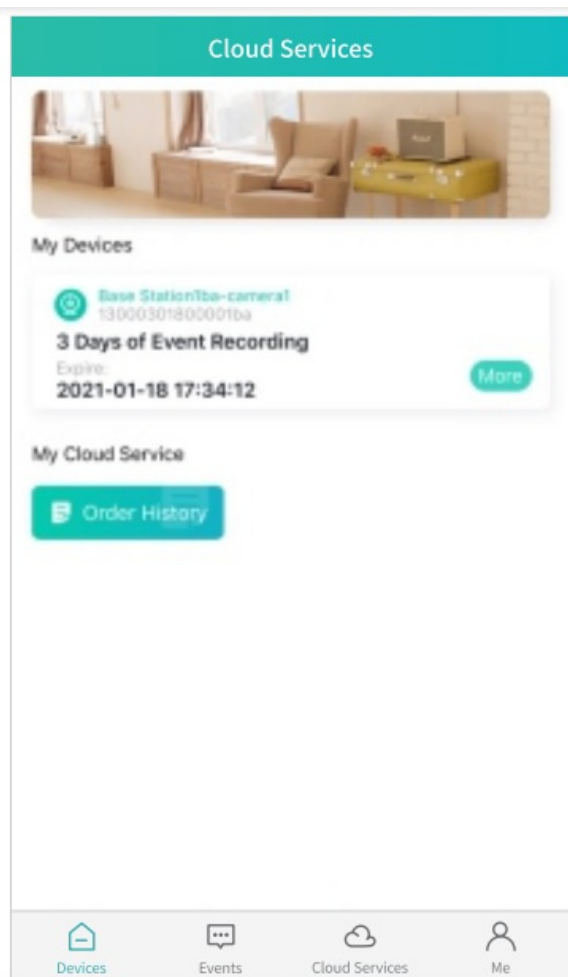 Cloud Services
My Devices
Base Station1ba-camera1
13000301800001ba
3 Days of Event Recording
Expire:
2021-01-18 17:34:12
More
My Cloud Service
Order History
Devices
Events
Cloud Services
Me